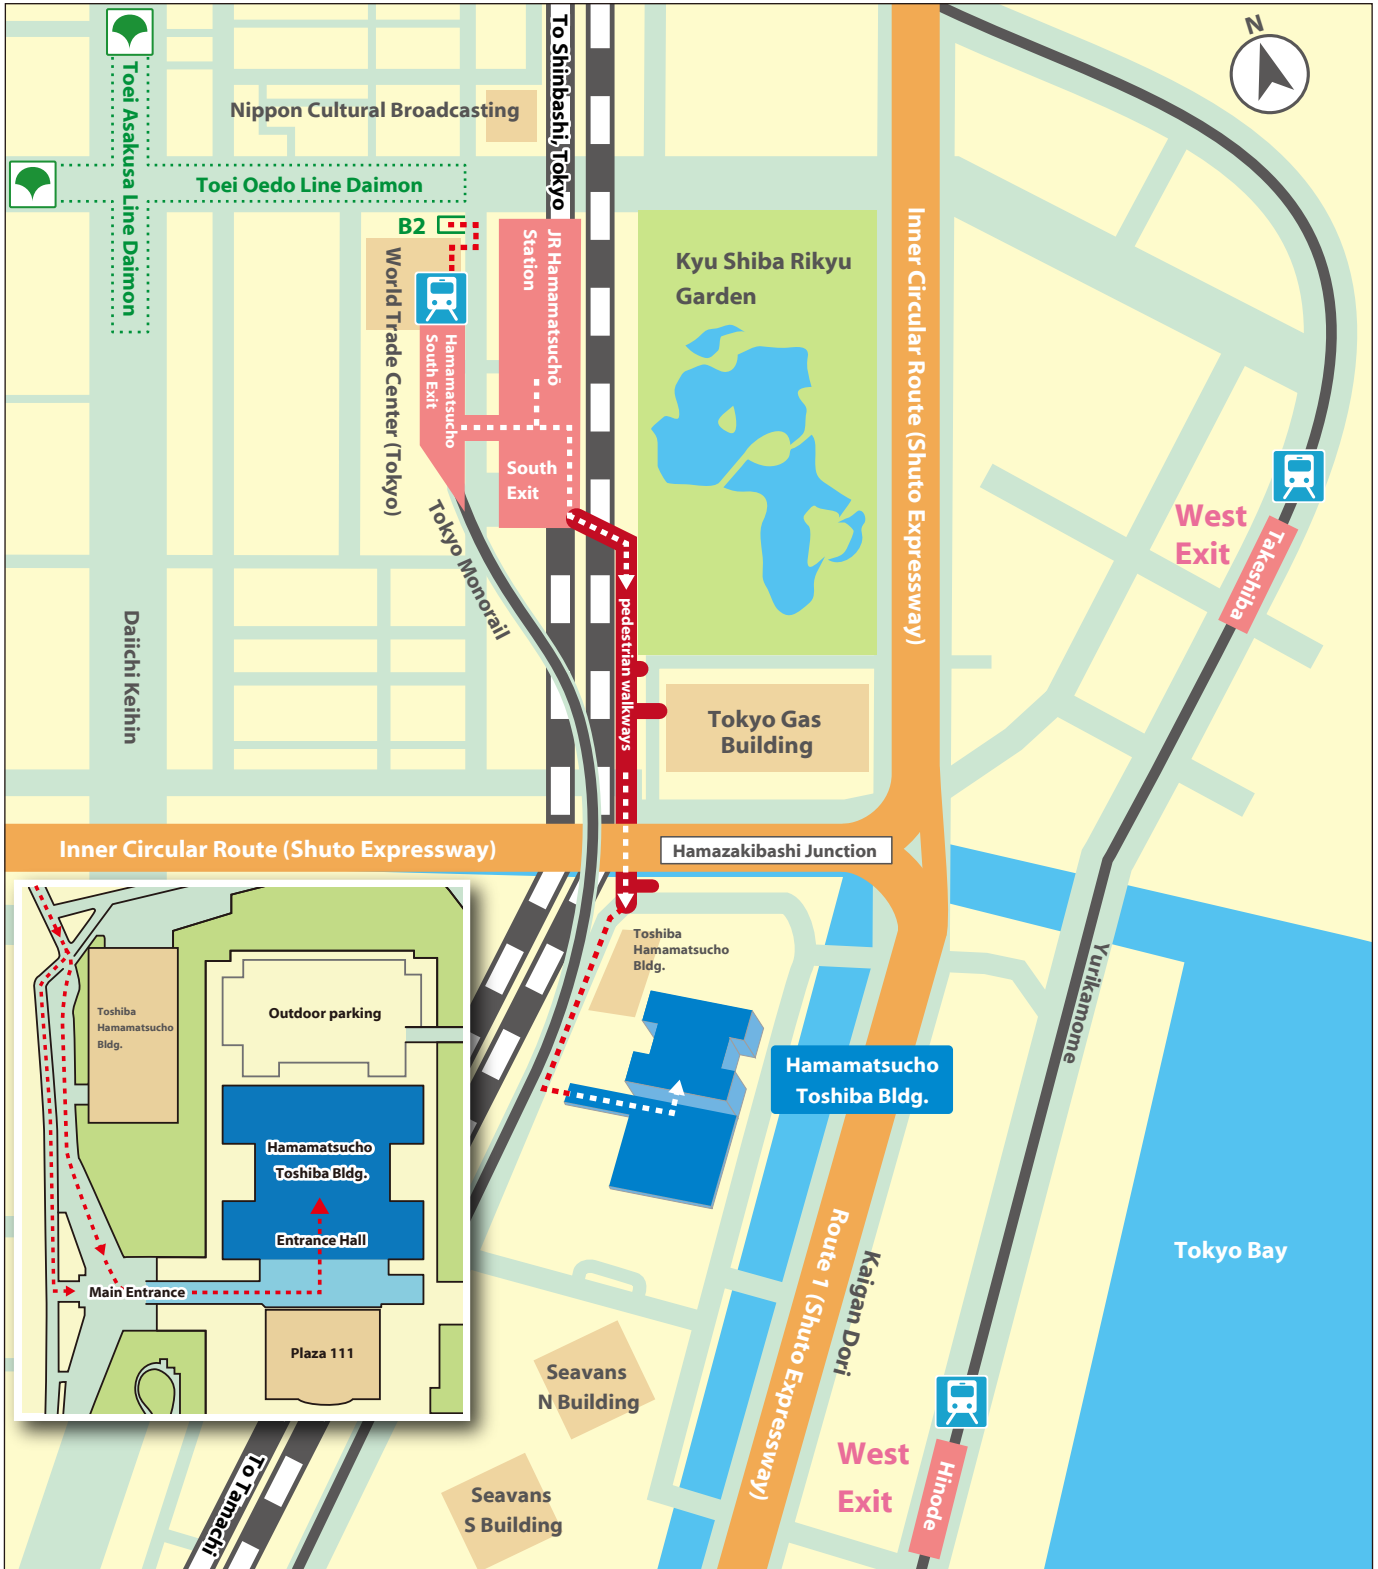 N
To Shinbashi, Tokyo
Toei Asakusa Line Daimon
Nippon Cultural Broadcasting
Toei Oedo Line Daimon
B2
World Trade Center (Tokyo)
JR Hamamatsuchō
Station
Hamamatsucho
South Exit
South
Exit
Kyu Shiba Rikyu
Garden
Inner Circular Route (Shuto Expressway)
West
Exit
Takeshiba
Tokyo Monorail
pedestrian walkways
Daiichi Keihin
Tokyo Gas
Building
Inner Circular Route (Shuto Expressway)
Hamazakibashi Junction
Toshiba
Hamamatsucho
Bldg.
Yurikamome
Hamamatsucho
Toshiba Bldg.
Toshiba
Hamamatsucho
Bldg.
Outdoor parking
Hamamatsucho
Toshiba Bldg.
Entrance Hall
Main Entrance
Plaza 111
Route 1 (Shuto Expressway)
Kaigan Dori
Tokyo Bay
Seavans
N Building
Seavans
S Building
West
Exit
Hinode
To Tamachi